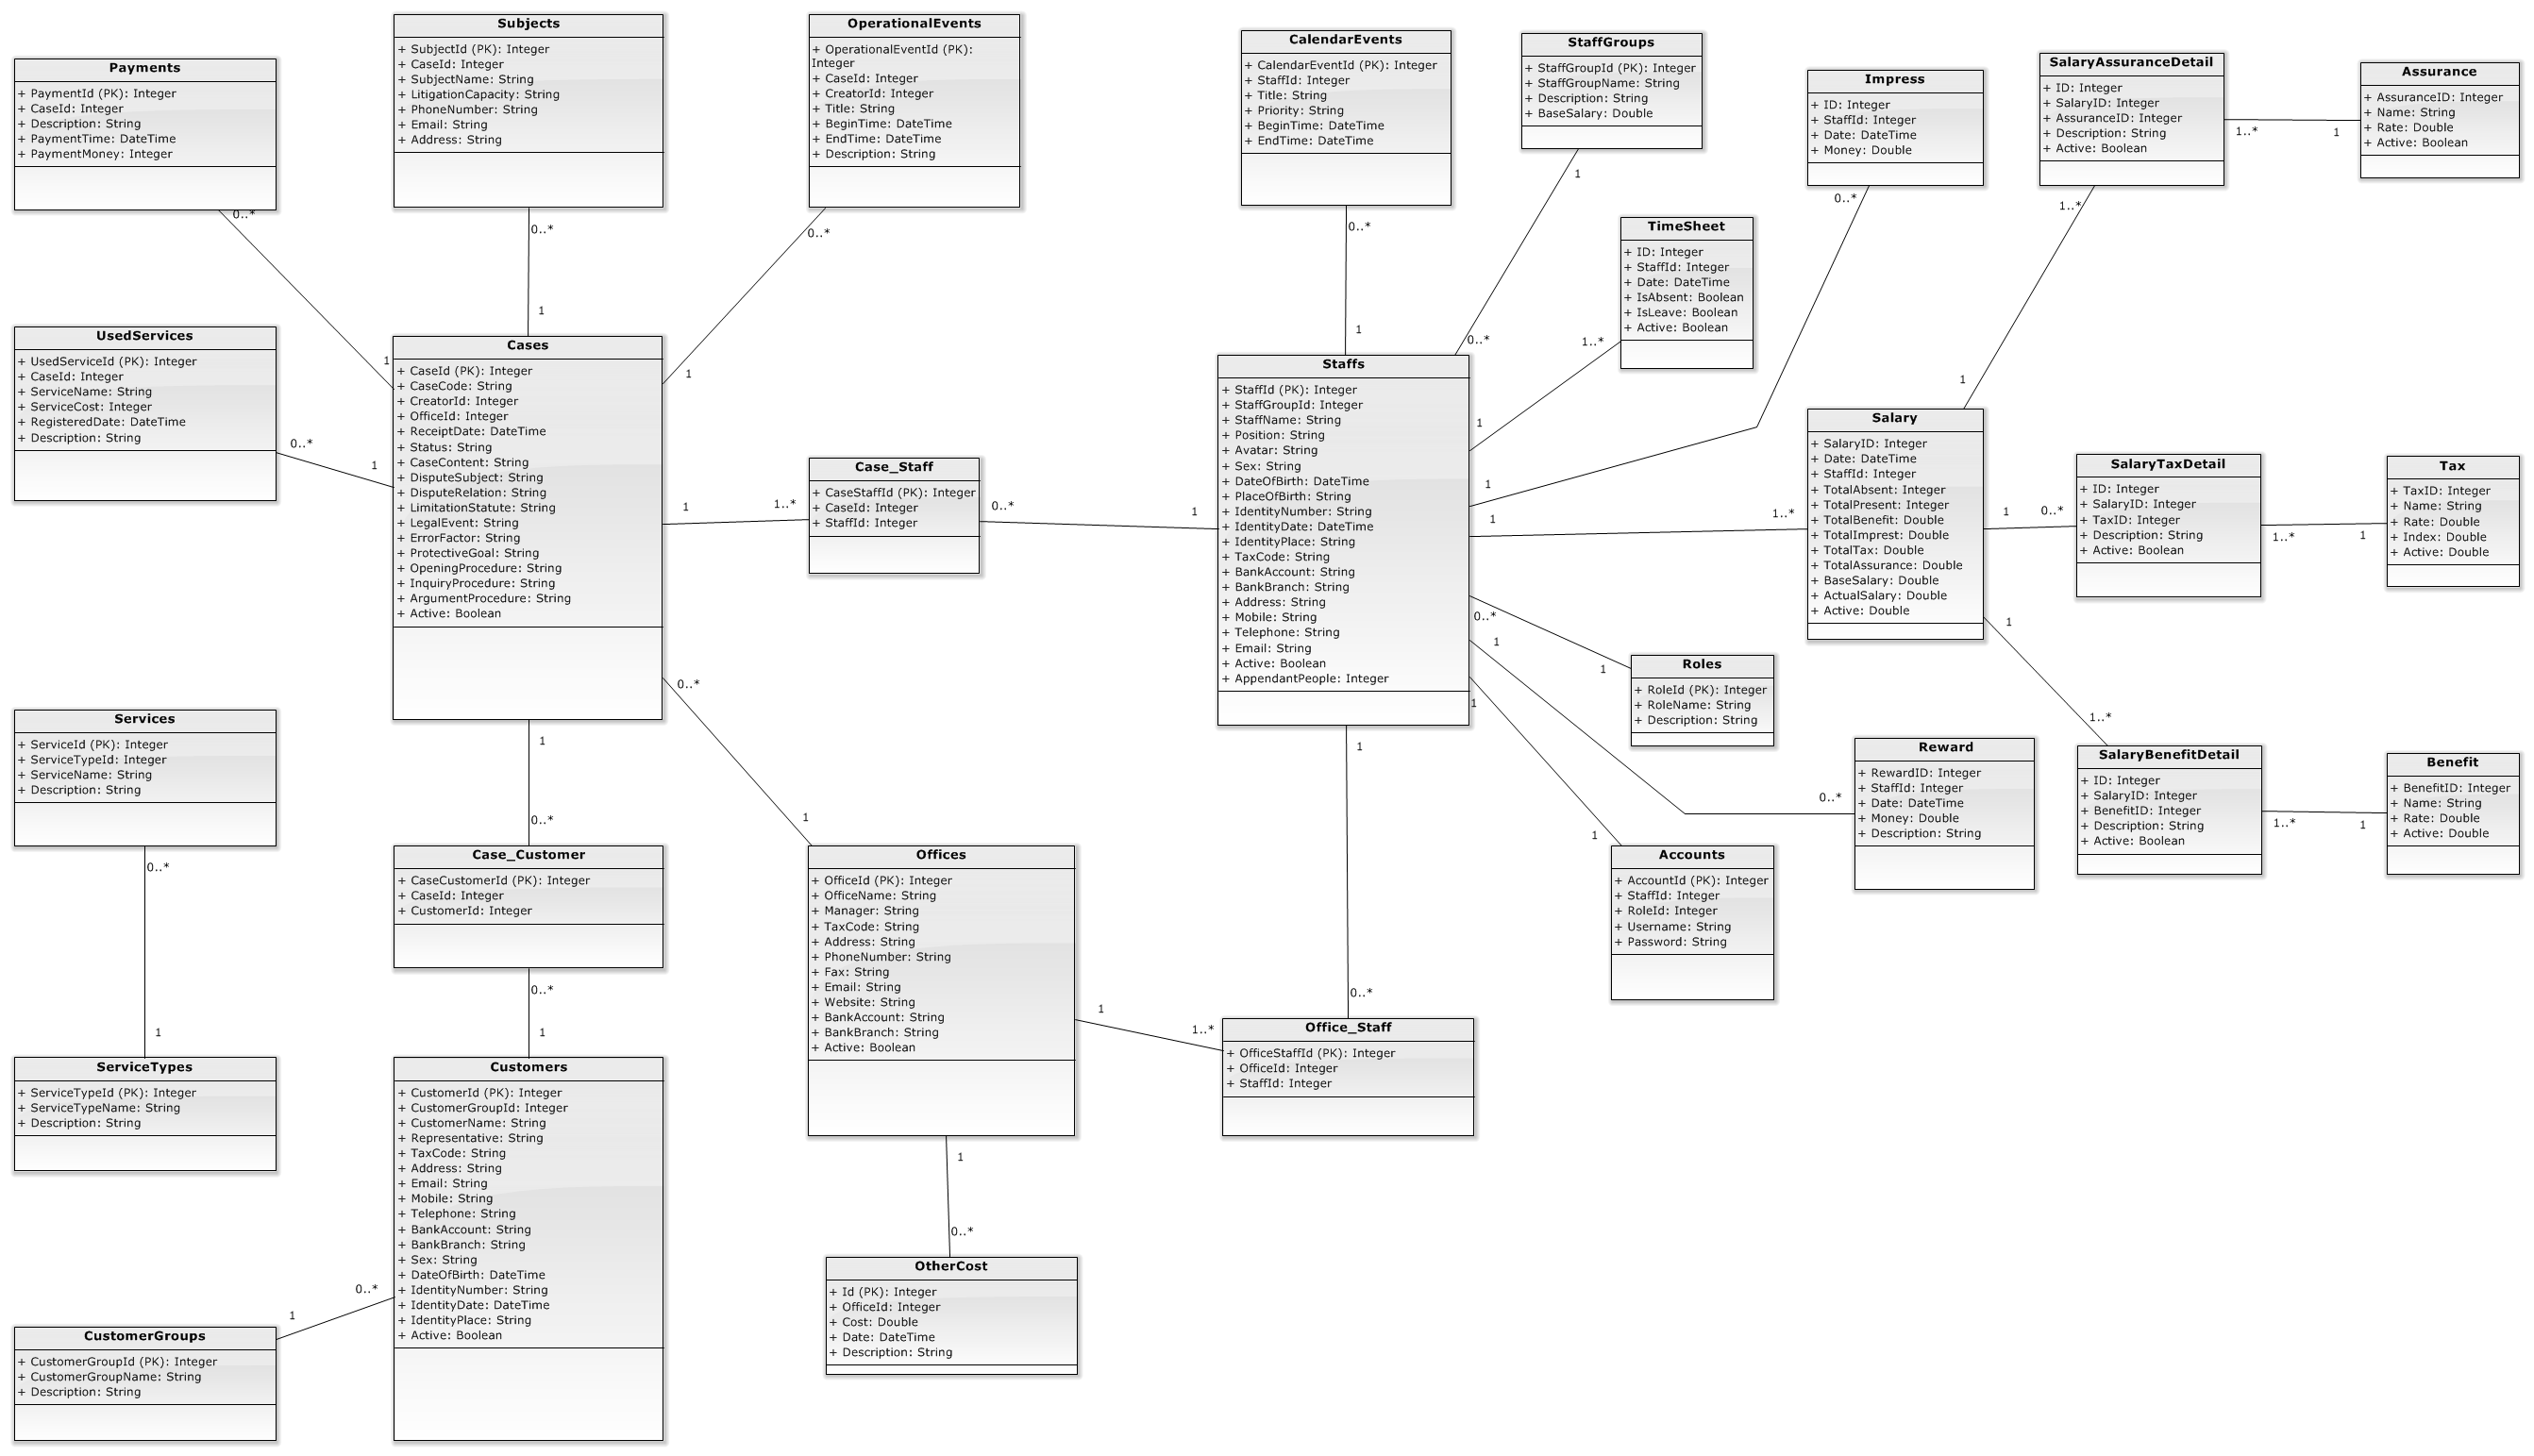 Payments
+ PaymentId (PK): Integer
+ CaseId: Integer
+ Description: String
+ PaymentTime: DateTime
+ PaymentMoney: Integer
0..*
1
Subjects
+ SubjectId (PK): Integer
+ CaseId: Integer
+ SubjectName: String
+ LitigationCapacity: String
+ PhoneNumber: String
+ Email: String
+ Address: String
0..*
1
OperationalEvents
+ OperationalEventId (PK):
Integer
+ CaseId: Integer
+ CreatorId: Integer
+ Title: String
+ BeginTime: DateTime
+ EndTime: DateTime
+ Description: String
0..*
1
CalendarEvents
+ CalendarEventId (PK): Integer
+ StaffId: Integer
+ Title: String
+ Priority: String
+ BeginTime: DateTime
+ EndTime: DateTime
0..*
1
StaffGroups
+ StaffGroupId (PK): Integer
+ StaffGroupName: String
+ Description: String
+ BaseSalary: Double
1
0..*
Impress
+ ID: Integer
+ StaffId: Integer
+ Date: DateTime
+ Money: Double
0..*
1
SalaryAssuranceDetail
+ ID: Integer
+ SalaryID: Integer
+ AssuranceID: Integer
+ Description: String
+ Active: Boolean
1..*
1
1..*
1
Assurance
+ AssuranceID: Integer
+ Name: String
+ Rate: Double
+ Active: Boolean
TimeSheet
+ ID: Integer
+ StaffId: Integer
+ Date: DateTime
+ IsAbsent: Boolean
+ IsLeave: Boolean
+ Active: Boolean
1..*
1
UsedServices
+ UsedServiceId (PK): Integer
+ CaseId: Integer
+ ServiceName: String
+ ServiceCost: Integer
+ RegisteredDate: DateTime
+ Description: String
0..*
1
Cases
+ CaseId (PK): Integer
+ CaseCode: String
+ CreatorId: Integer
+ OfficeId: Integer
+ ReceiptDate: DateTime
+ Status: String
+ CaseContent: String
+ DisputeSubject: String
+ DisputeRelation: String
+ LimitationStatute: String
+ LegalEvent: String
+ ErrorFactor: String
+ ProtectiveGoal: String
+ OpeningProcedure: String
+ InquiryProcedure: String
+ ArgumentProcedure: String
+ Active: Boolean
1
1..*
Case_Staff
+ CaseStaffId (PK): Integer
+ CaseId: Integer
+ StaffId: Integer
0..*
1
Staffs
+ StaffId (PK): Integer
+ StaffGroupId: Integer
+ StaffName: String
+ Position: String
+ Avatar: String
+ Sex: String
+ DateOfBirth: DateTime
+ PlaceOfBirth: String
+ IdentityNumber: String
+ IdentityDate: DateTime
+ IdentityPlace: String
+ TaxCode: String
+ BankAccount: String
+ BankBranch: String
+ Address: String
+ Mobile: String
+ Telephone: String
+ Email: String
+ Active: Boolean
+ AppendantPeople: Integer
1
1..*
Salary
+ SalaryID: Integer
+ Date: DateTime
+ StaffId: Integer
+ TotalAbsent: Integer
+ TotalPresent: Integer
+ TotalBenefit: Double
+ TotalImprest: Double
+ TotalTax: Double
+ TotalAssurance: Double
+ BaseSalary: Double
+ ActualSalary: Double
+ Active: Double
1
0..*
SalaryTaxDetail
+ ID: Integer
+ SalaryID: Integer
+ TaxID: Integer
+ Description: String
+ Active: Boolean
1..*
1
Tax
+ TaxID: Integer
+ Name: String
+ Rate: Double
+ Index: Double
+ Active: Double
0..*
1
Roles
+ RoleId (PK): Integer
+ RoleName: String
+ Description: String
1
1..*
SalaryBenefitDetail
+ ID: Integer
+ SalaryID: Integer
+ BenefitID: Integer
+ Description: String
+ Active: Boolean
1..*
1
Benefit
+ BenefitID: Integer
+ Name: String
+ Rate: Double
+ Active: Double
1
0..*
Reward
+ RewardID: Integer
+ StaffId: Integer
+ Date: DateTime
+ Money: Double
+ Description: String
1
1
Accounts
+ AccountId (PK): Integer
+ StaffId: Integer
+ RoleId: Integer
+ Username: String
+ Password: String
Services
+ ServiceId (PK): Integer
+ ServiceTypeId: Integer
+ ServiceName: String
+ Description: String
0..*
1
ServiceTypes
+ ServiceTypeId (PK): Integer
+ ServiceTypeName: String
+ Description: String
1
0..*
Case_Customer
+ CaseCustomerId (PK): Integer
+ CaseId: Integer
+ CustomerId: Integer
0..*
1
Customers
+ CustomerId (PK): Integer
+ CustomerGroupId: Integer
+ CustomerName: String
+ Representative: String
+ TaxCode: String
+ Address: String
+ Email: String
+ Mobile: String
+ Telephone: String
+ BankAccount: String
+ BankBranch: String
+ Sex: String
+ DateOfBirth: DateTime
+ IdentityNumber: String
+ IdentityDate: DateTime
+ IdentityPlace: String
+ Active: Boolean
0..*
1
CustomerGroups
+ CustomerGroupId (PK): Integer
+ CustomerGroupName: String
+ Description: String
0..*
1
Offices
+ OfficeId (PK): Integer
+ OfficeName: String
+ Manager: String
+ TaxCode: String
+ Address: String
+ PhoneNumber: String
+ Fax: String
+ Email: String
+ Website: String
+ BankAccount: String
+ BankBranch: String
+ Active: Boolean
1
1..*
1
0..*
Office_Staff
+ OfficeStaffId (PK): Integer
+ OfficeId: Integer
+ StaffId: Integer
1
0..*
OtherCost
+ Id (PK): Integer
+ OfficeId: Integer
+ Cost: Double
+ Date: DateTime
+ Description: String